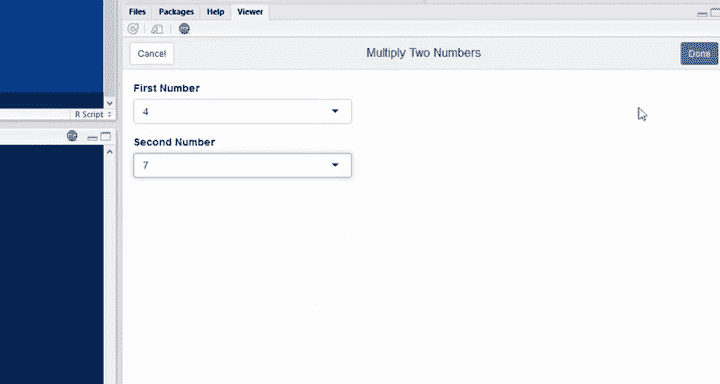 Files Packages Help Viewer
Cancel Multiply Two Numbers Done
First Number
4
R Script
Second Number
7